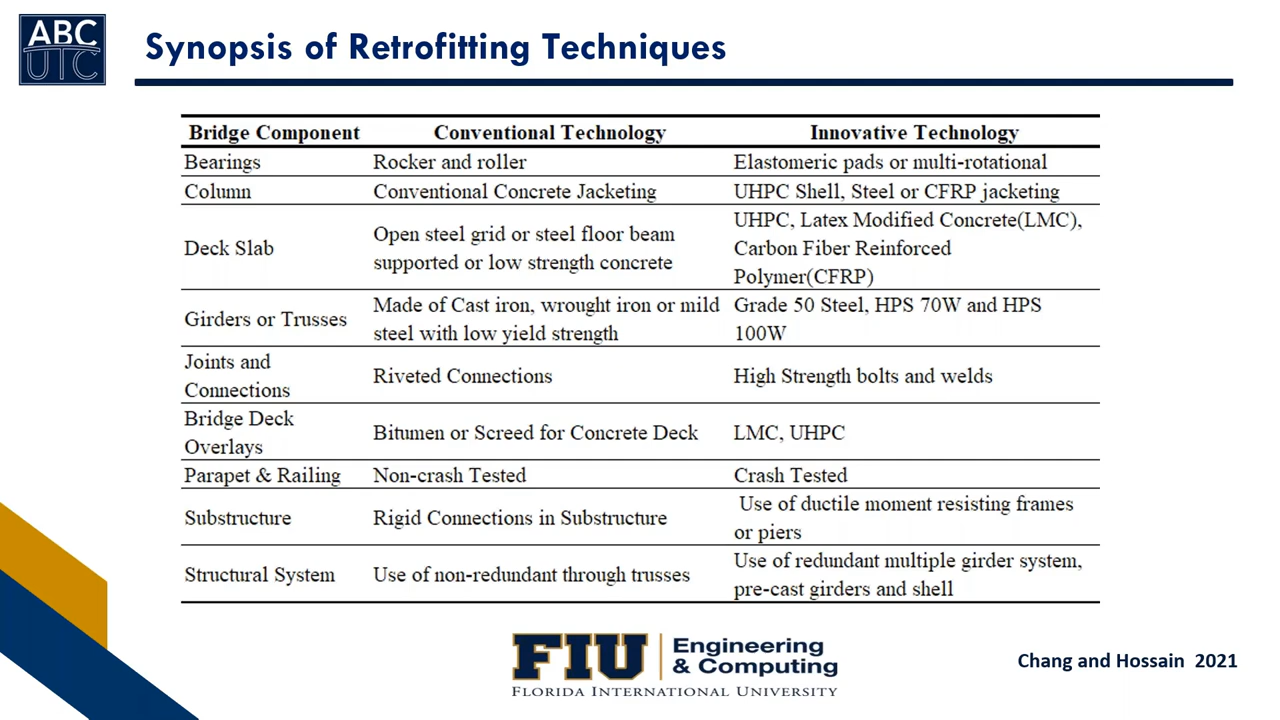 ABC
UTC
Synopsis of Retrofitting Techniques
Bridge Component Conventional Technology Innovative Technology
Bearings Rocker and roller Elastomeric pads or multi-rotational
Column Conventional Concrete Jacketing UHPC Shell, Steel or CFRP jacketing
Deck Slab
Open steel grid or steel floor beam
supported or low strength concrete
UHPC, Latex Modified Concrete(LMC),
Carbon Fiber Reinforced
Polymer(CFRP)
Girders or Trusses
Made of Cast iron, wrought iron or mild
steel with low yield strength
Grade 50 Steel, HPS 70W and HPS
100W
Joints and
Connections
Riveted Connections
High Strength bolts and welds
Bridge Deck
Overlays
Bitumen or Screed for Concrete Deck
LMC, UHPC
Parapet & Railing Non-crash Tested Crash Tested
Substructure
Rigid Connections in Substructure
Use of ductile moment resisting frames
or piers
Structural System
Use of non-redundant through trusses
Use of redundant multiple girder system,
pre-cast girders and shell
FIU
Engineering
& Computing
FLORIDA INTERNATIONAL UNIVERSITY
Chang and Hossain 2021